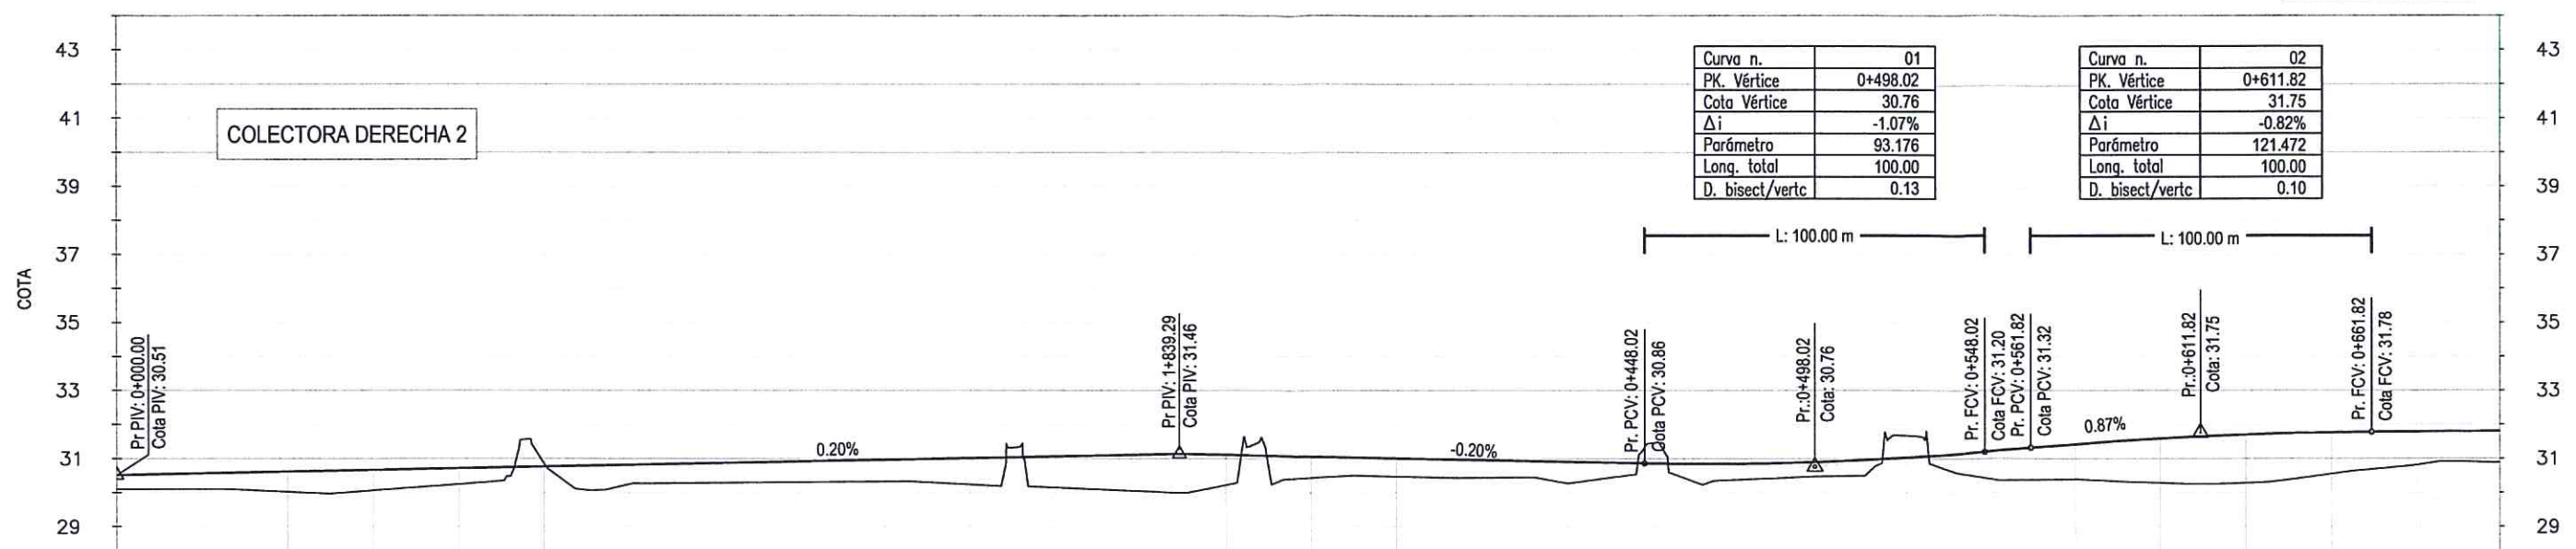 43
41
39
37
35
33
31
29
COTA
COLECTORA DERECHA 2
Curva n. 01
PK. Vértice 0+498.02
Cota Vértice 30.76
Δi -1.07%
Parámetro 93.176
Long. total 100.00
D. bisect/vertc 0.13
Curva n. 02
PK. Vértice 0+611.82
Cota Vértice 31.75
Δi -0.82%
Parámetro 121.472
Long. total 100.00
D. bisect/vertc 0.10
L: 100.00 m
L: 100.00 m
Pr PIV: 0+000.00
Cota PIV: 30.51
0.20%
Pr PIV: 1+839.29
Cota PIV: 31.46
-0.20%
Pr. PCV: 0+448.02
Cota PCV: 30.86
Pr.:0+498.02
Cota: 30.76
Pr. FCV: 0+548.02
Cota FCV: 31.20
Pr. PCV: 0+561.82
Cota PCV: 31.32
0.87%
Pr.:0+611.82
Cota: 31.75
Pr. FCV: 0+661.82
Cota FCV: 31.78
43
41
39
37
35
33
31
29